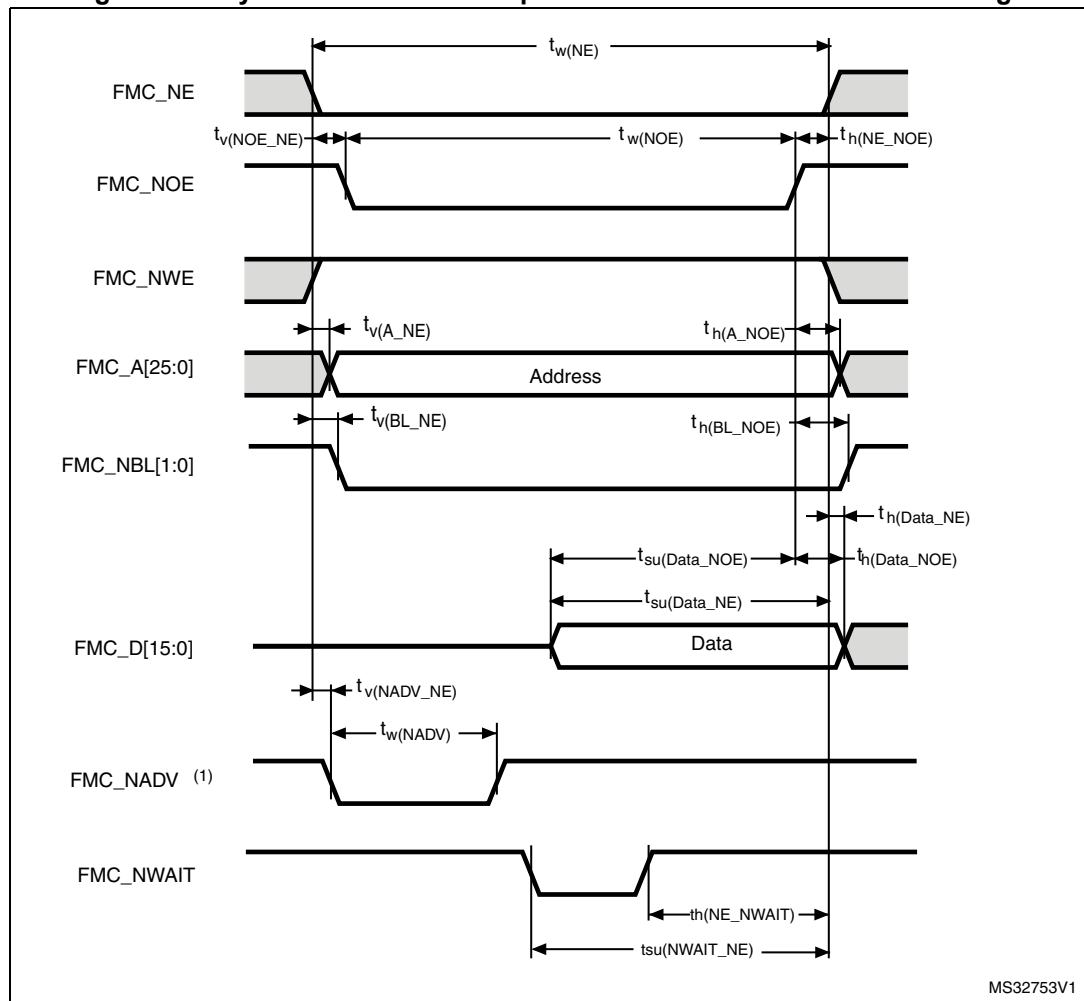 tw(NE)
FMC_NE
tv(NOE_NE)
tw(NOE)
th(NE_NOE)
FMC_NOE
FMC_NWE
tv(A_NE)
th(A_NOE)
FMC_A[25:0]
Address
tv(BL_NE)
th(BL_NOE)
FMC_NBL[1:0]
th(Data_NE)
tsu(Data_NOE)
th(Data_NOE)
tsu(Data_NE)
FMC_D[15:0]
Data
tv(NADV_NE)
tw(NADV)
FMC_NADV (1)
FMC_NWAIT
th(NE_NWAIT)
tsu(NWAIT_NE)
MS32753V1